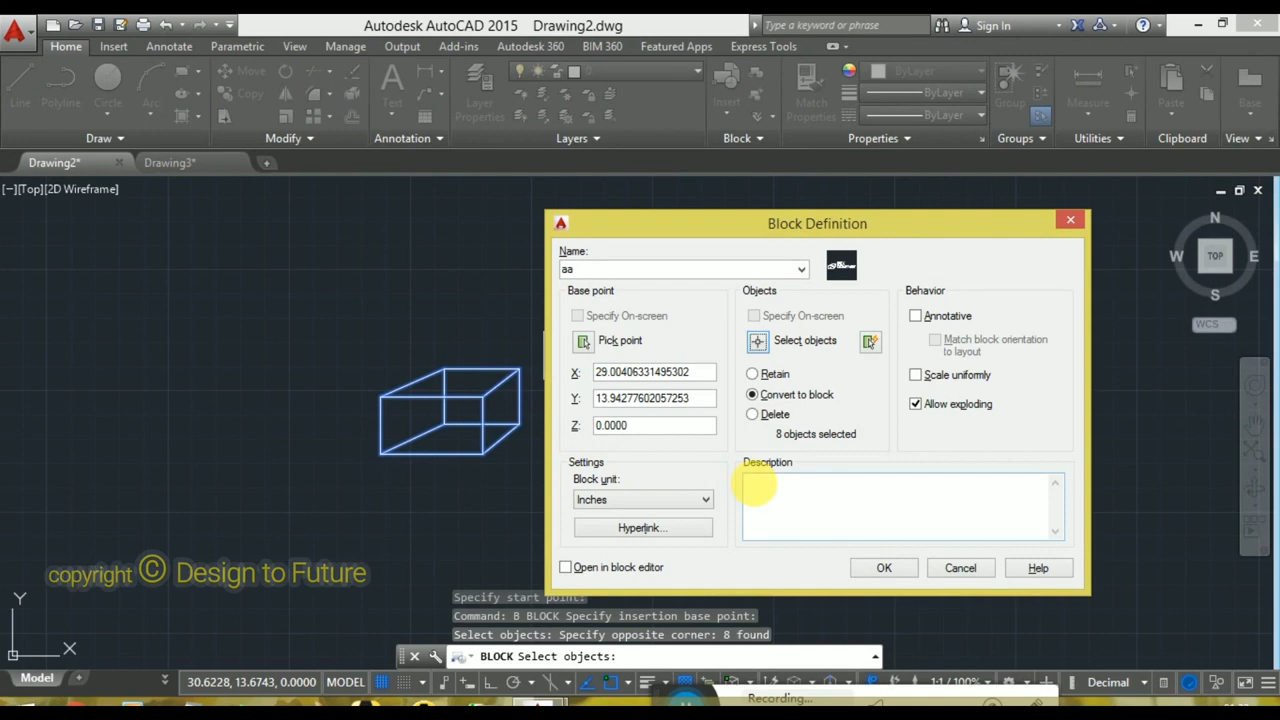 Autodesk AutoCAD 2015 Drawing2.dwg
Type a keyword or phrase
Sign In
Home Insert Annotate Parametric View Manage Output Add-ins Autodesk 360 BIM 360 Featured Apps Express Tools
Line Polyline Circle Arc
Move
Copy
Text
Layer Properties
0
Insert
Match Properties
ByLayer
ByLayer
ByLayer
Group
Measure
Paste
Base
Draw Modify Annotation Layers Block Properties Groups Utilities Clipboard View
Drawing2* Drawing3*
[−][Top][2D Wireframe]
N
W TOP E
S
WCS
Block Definition
Name:
aa
Base point
Specify On-screen
Pick point
X: 29.00406331495302
Y: 13.94277602057253
Z: 0.0000
Objects
Specify On-screen
Select objects
Retain
Convert to block
Delete
8 objects selected
Behavior
Annotative
Match block orientation
to layout
Scale uniformly
Allow exploding
Settings
Block unit:
Inches
Hyperlink...
Description
Open in block editor
OK Cancel Help
copyright © Design to Future
Y
X
Specify start point:
Command: B BLOCK Specify insertion base point:
Select objects: Specify opposite corner: 8 found
BLOCK Select objects:
Model
30.6228, 13.6743, 0.0000 MODEL
1:1 / 100%
Decimal
Recording...